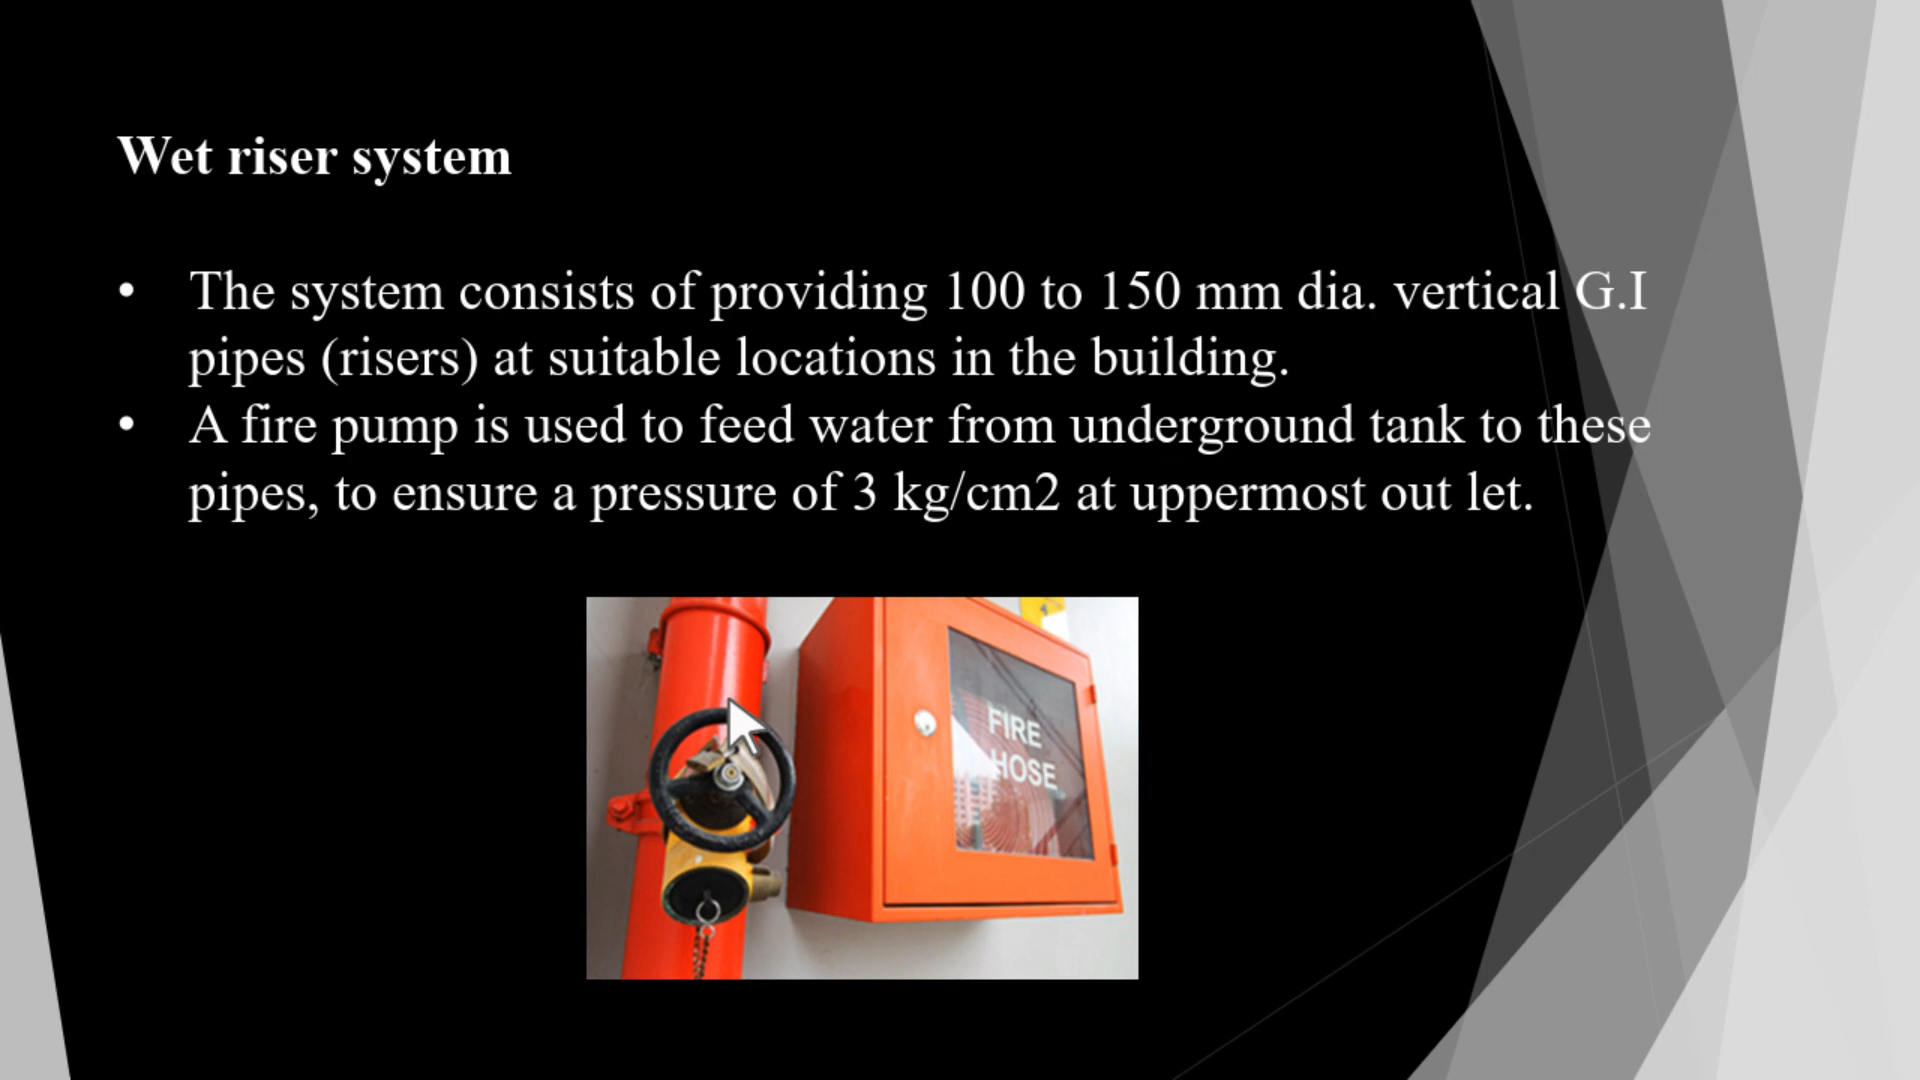 Wet riser system
• The system consists of providing 100 to 150 mm dia. vertical G.I
pipes (risers) at suitable locations in the building.
• A fire pump is used to feed water from underground tank to these
pipes, to ensure a pressure of 3 kg/cm2 at uppermost out let.
FIRE
HOSE